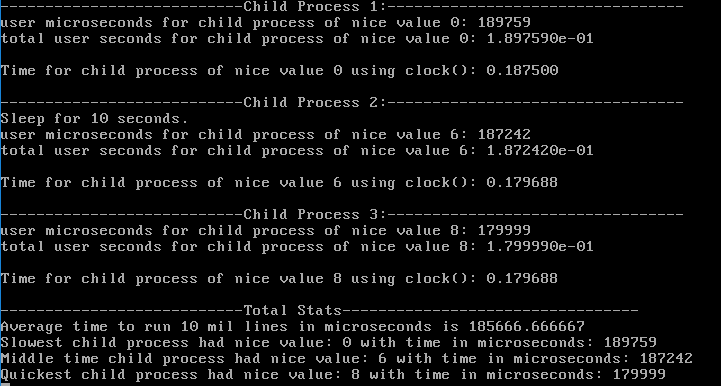 ---------------------------Child Process 1:---------------------------------
user microseconds for child process of nice value 0: 189759
total user seconds for child process of nice value 0: 1.897590e-01
Time for child process of nice value 0 using clock(): 0.187500
---------------------------Child Process 2:---------------------------------
Sleep for 10 seconds.
user microseconds for child process of nice value 6: 187242
total user seconds for child process of nice value 6: 1.872420e-01
Time for child process of nice value 6 using clock(): 0.179688
---------------------------Child Process 3:---------------------------------
user microseconds for child process of nice value 8: 179999
total user seconds for child process of nice value 8: 1.799990e-01
Time for child process of nice value 8 using clock(): 0.179688
---------------------------Total Stats---------------------------------
Average time to run 10 mil lines in microseconds is 185666.666667
Slowest child process had nice value: 0 with time in microseconds: 189759
Middle time child process had nice value: 6 with time in microseconds: 187242
Quickest child process had nice value: 8 with time in microseconds: 179999